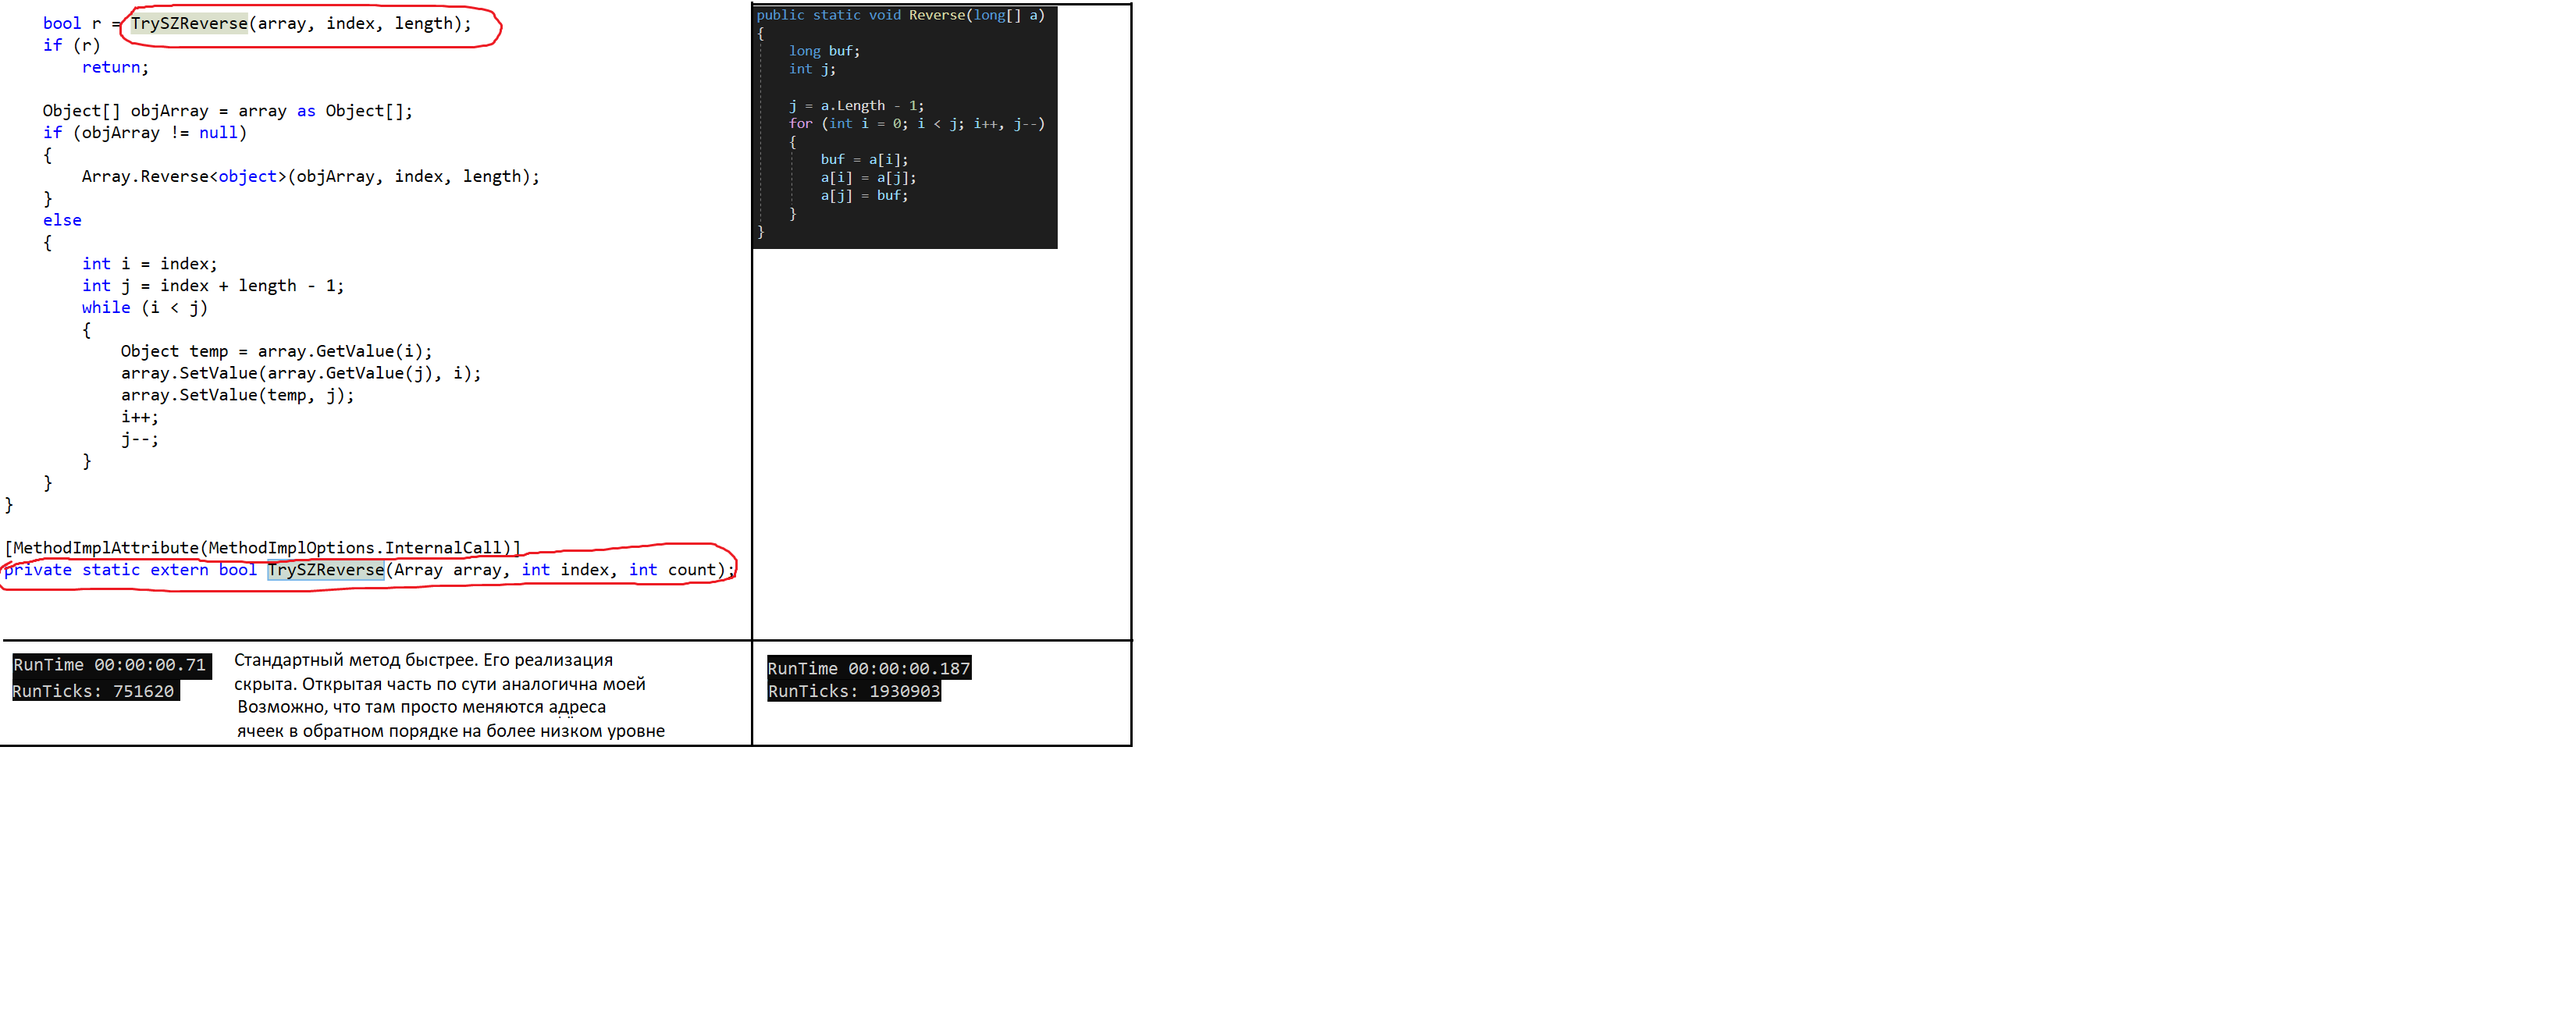 bool r = TrySZReverse(array, index, length);
if (r)
return;
Object[] objArray = array as Object[];
if (objArray != null)
{
Array.Reverse<object>(objArray, index, length);
}
else
{
int i = index;
int j = index + length - 1;
while (i < j)
{
Object temp = array.GetValue(i);
array.SetValue(array.GetValue(j), i);
array.SetValue(temp, j);
i++;
j--;
}
}
}
[MethodImplAttribute(MethodImplOptions.InternalCall)]
private static extern bool TrySZReverse(Array array, int index, int count);
public static void Reverse(long[] a)
{
long buf;
int j;
j = a.Length - 1;
for (int i = 0; i < j; i++, j--)
{
buf = a[i];
a[i] = a[j];
a[j] = buf;
}
}
RunTime 00:00:00.71
RunTicks: 751620
Стандартный метод быстрее. Его реализация
скрыта. Открытая часть по сути аналогична моей
Возможно, что там просто меняются адреса
ячеек в обратном порядке на более низком уровне
RunTime 00:00:00.187
RunTicks: 1930903